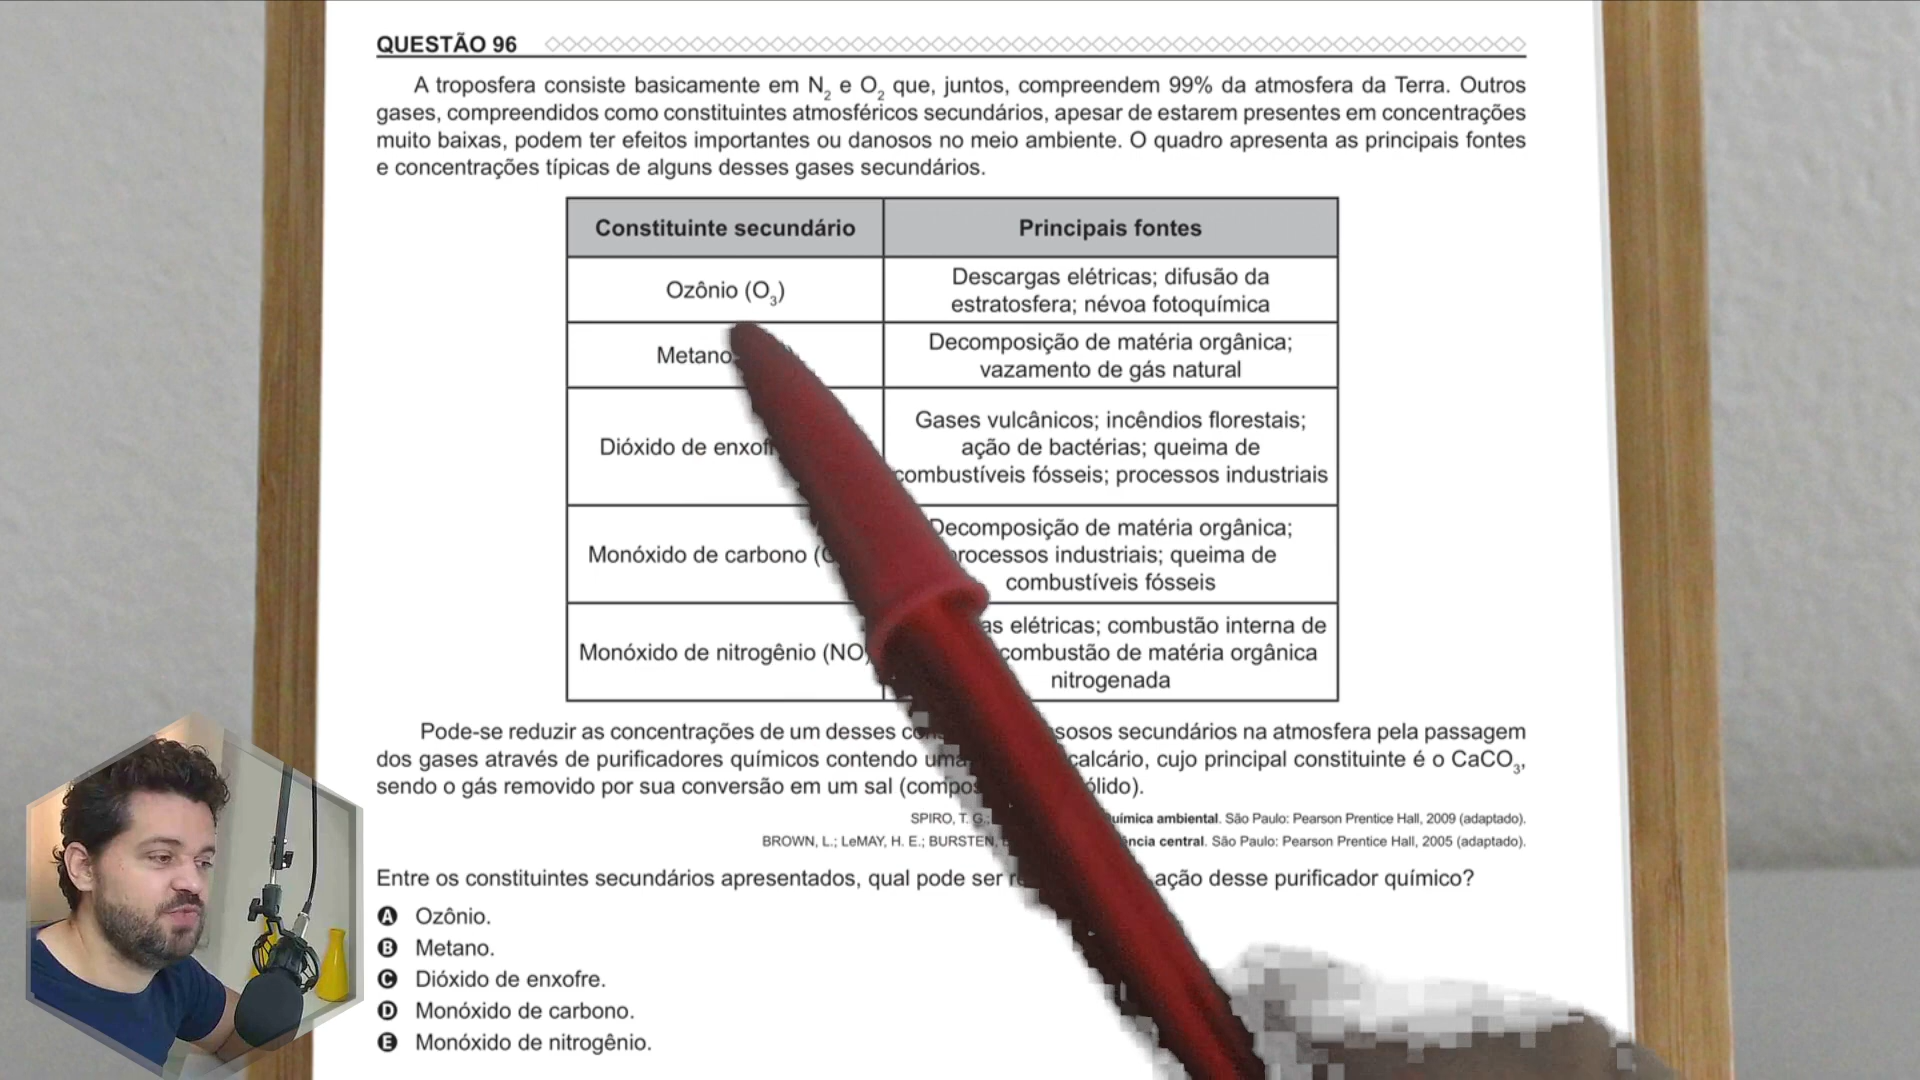 QUESTÃO 96
A troposfera consiste basicamente em N2 e O2 que, juntos, compreendem 99% da atmosfera da Terra. Outros
gases, compreendidos como constituintes atmosféricos secundários, apesar de estarem presentes em concentrações
muito baixas, podem ter efeitos importantes ou danosos no meio ambiente. O quadro apresenta as principais fontes
e concentrações típicas de alguns desses gases secundários.
Constituinte secundário
Principais fontes
Ozônio (O3)
Descargas elétricas; difusão da
estratosfera; névoa fotoquímica
Metano
Decomposição de matéria orgânica;
vazamento de gás natural
Dióxido de
Gases vulcânicos; incêndios florestais;
ação de bactérias; queima de
combustíveis fósseis; processos industriais
Monóxido de carbono
Decomposição de matéria orgânica;
processos industriais; queima de
combustíveis fósseis
Monóxido de nitrogênio (NO)
elétricas; combustão interna de
combustão de matéria orgânica
nitrogenada
Pode-se reduzir as concentrações de um desses secundários na atmosfera pela passagem
dos gases através de purificadores químicos contendo uma calcário, cujo principal constituinte é o CaCO3,
sendo o gás removido por sua conversão em um sal
SPIRO, T. G.; química ambiental. São Paulo: Pearson Prentice Hall, 2009 (adaptado).
BROWN, L.; LeMAY, H. E.; BURSTEN, central. São Paulo: Pearson Prentice Hall, 2005 (adaptado).
Entre os constituintes secundários apresentados, qual pode ser ação desse purificador químico?
A Ozônio.
B Metano.
C Dióxido de enxofre.
D Monóxido de carbono.
E Monóxido de nitrogênio.